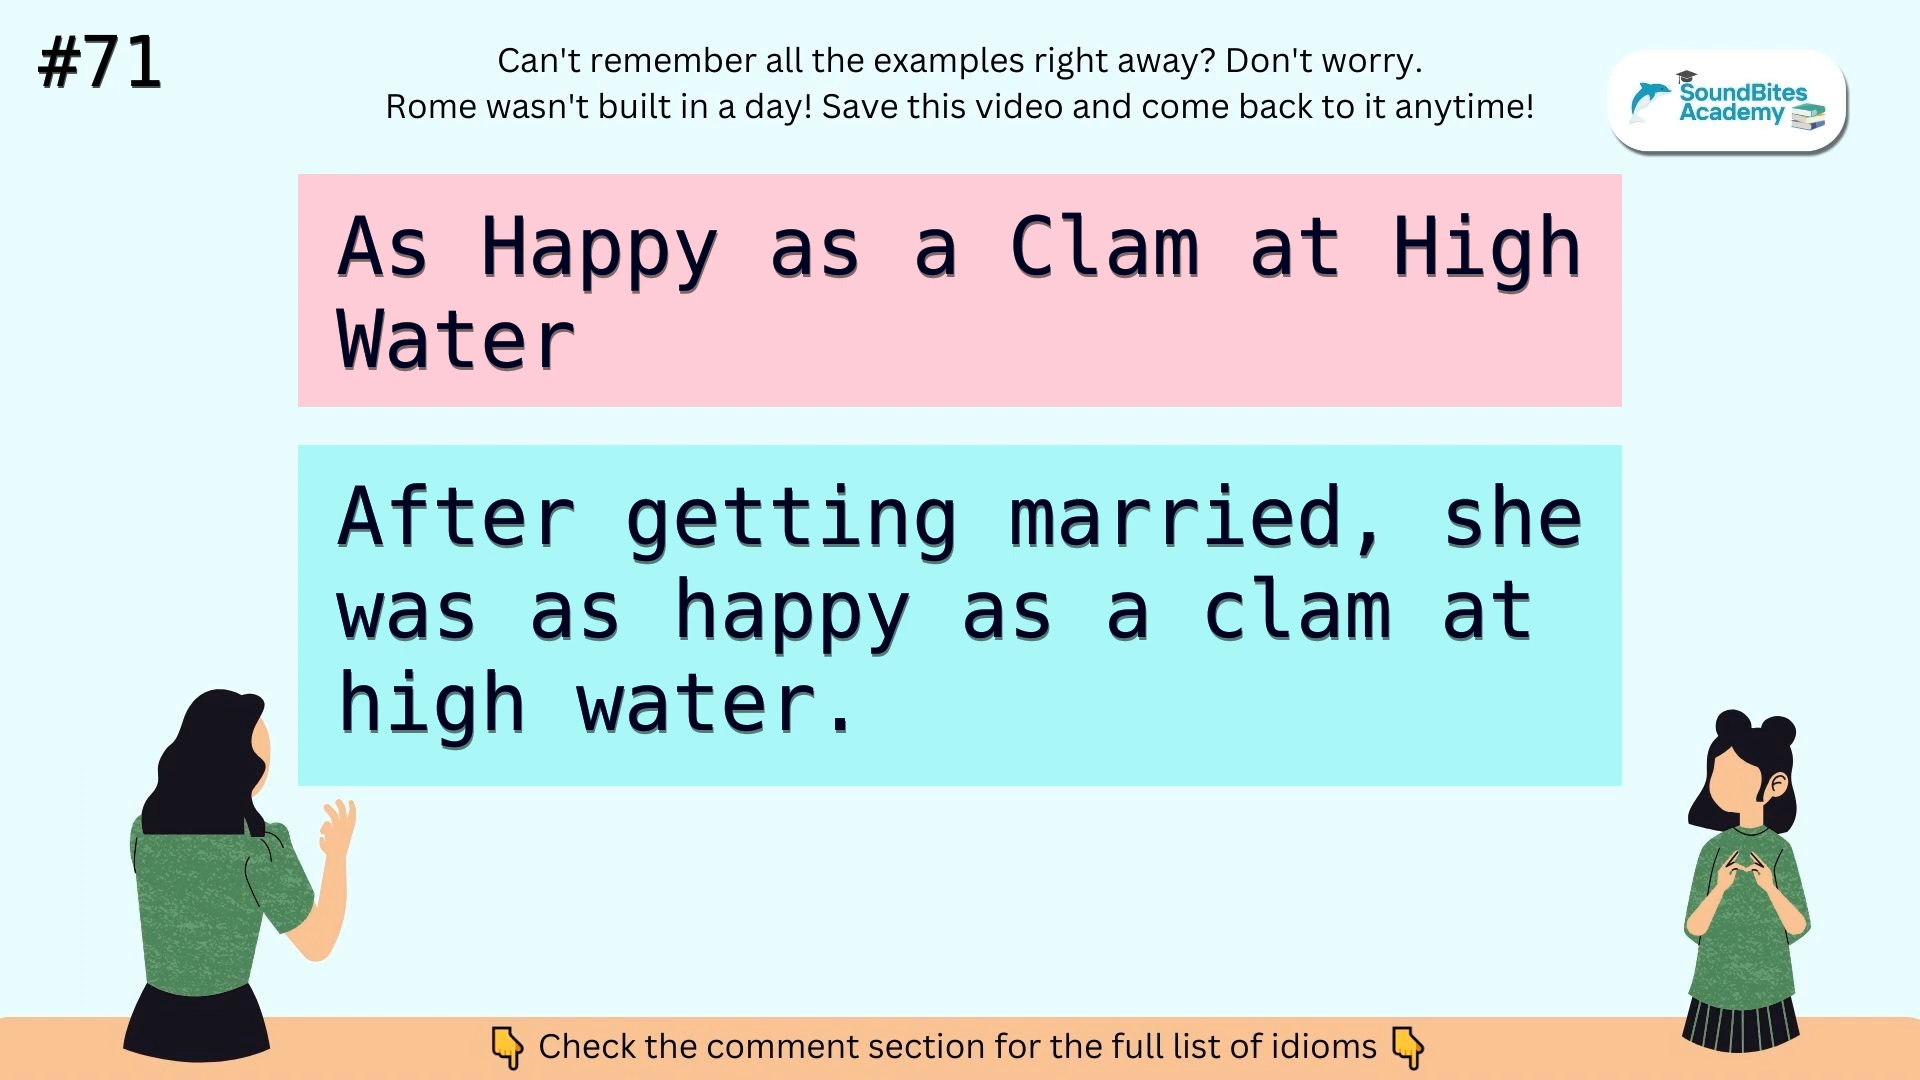 #71
Can't remember all the examples right away? Don't worry.
Rome wasn't built in a day! Save this video and come back to it anytime!
SoundBites
Academy
As Happy as a Clam at High
Water
After getting married, she
was as happy as a clam at
high water.
👇 Check the comment section for the full list of idioms 👇